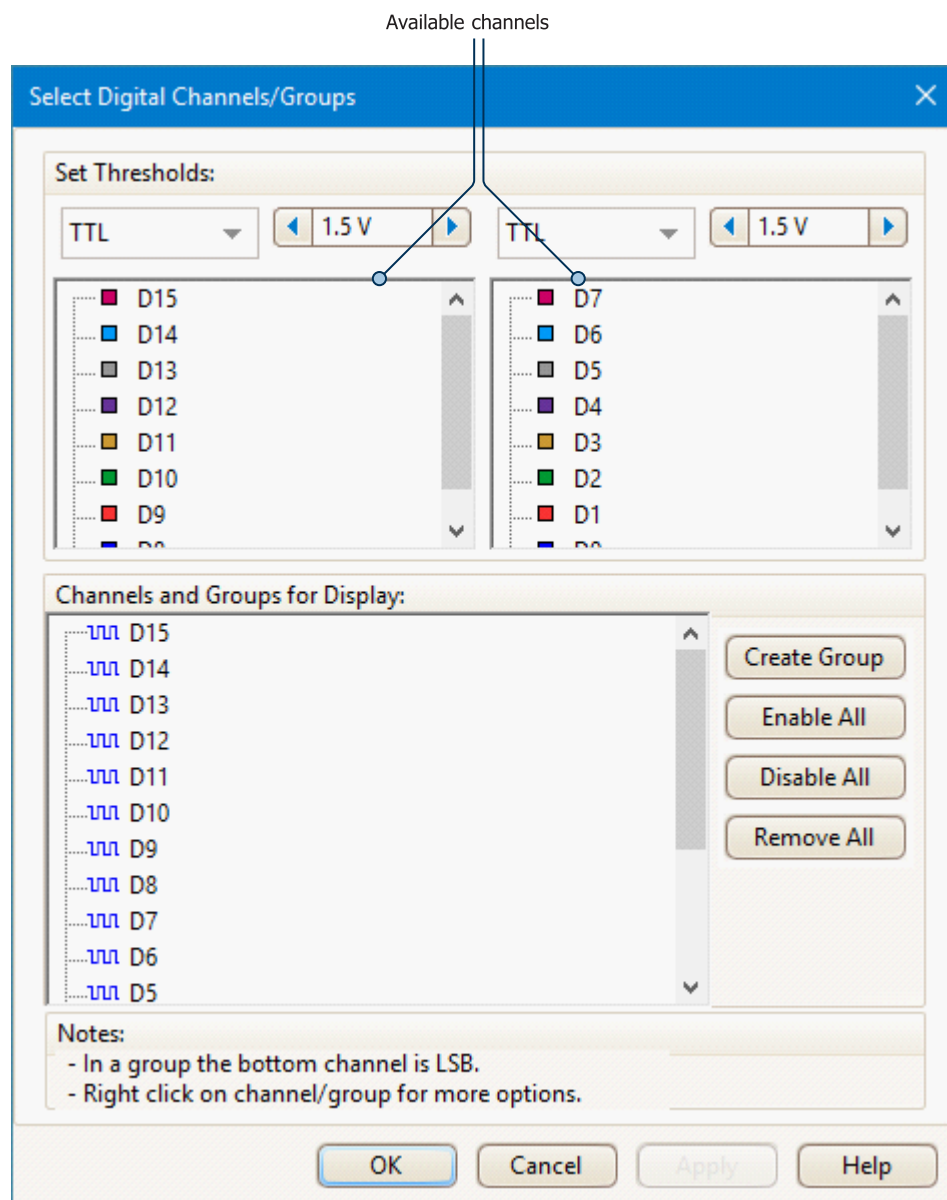 Available channels
Select Digital Channels/Groups
Set Thresholds:
TTL 1.5 V TTL 1.5 V
D15 D7
D14 D6
D13 D5
D12 D4
D11 D3
D10 D2
D9 D1
D8 D0
Channels and Groups for Display:
D15
D14
D13
D12
D11
D10
D9
D8
D7
D6
D5
Create Group
Enable All
Disable All
Remove All
Notes:
- In a group the bottom channel is LSB.
- Right click on channel/group for more options.
OK Cancel Apply Help